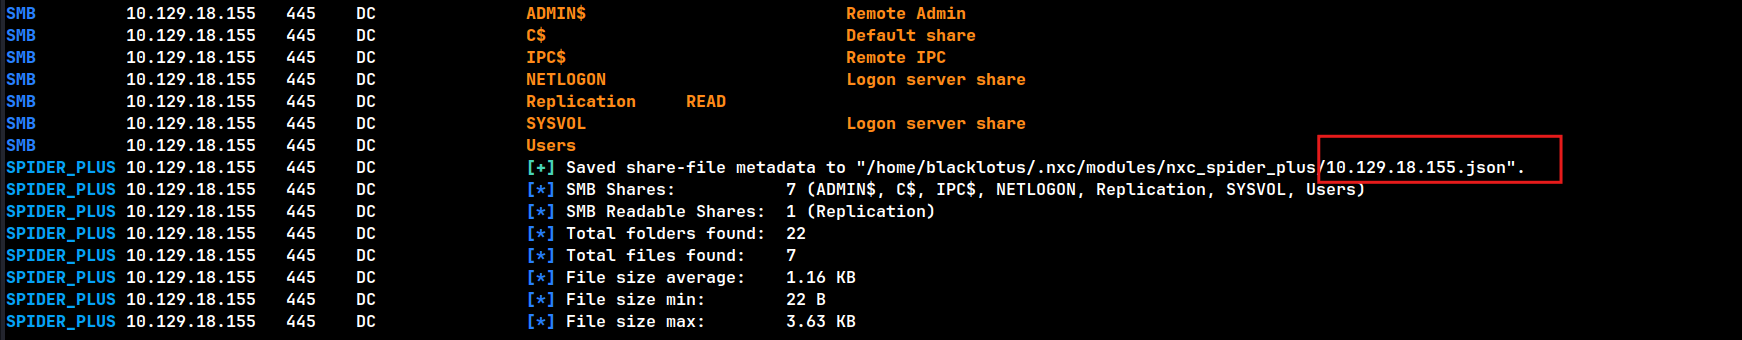 SMB 10.129.18.155 445 DC ADMIN$ Remote Admin
SMB 10.129.18.155 445 DC C$ Default share
SMB 10.129.18.155 445 DC IPC$ Remote IPC
SMB 10.129.18.155 445 DC NETLOGON Logon server share
SMB 10.129.18.155 445 DC Replication READ
SMB 10.129.18.155 445 DC SYSVOL Logon server share
SMB 10.129.18.155 445 DC Users
SPIDER_PLUS 10.129.18.155 445 DC [+] Saved share-file metadata to "/home/blacklotus/.nxc/modules/nxc_spider_plus/10.129.18.155.json".
SPIDER_PLUS 10.129.18.155 445 DC [*] SMB Shares: 7 (ADMIN$, C$, IPC$, NETLOGON, Replication, SYSVOL, Users)
SPIDER_PLUS 10.129.18.155 445 DC [*] SMB Readable Shares: 1 (Replication)
SPIDER_PLUS 10.129.18.155 445 DC [*] Total folders found: 22
SPIDER_PLUS 10.129.18.155 445 DC [*] Total files found: 7
SPIDER_PLUS 10.129.18.155 445 DC [*] File size average: 1.16 KB
SPIDER_PLUS 10.129.18.155 445 DC [*] File size min: 22 B
SPIDER_PLUS 10.129.18.155 445 DC [*] File size max: 3.63 KB